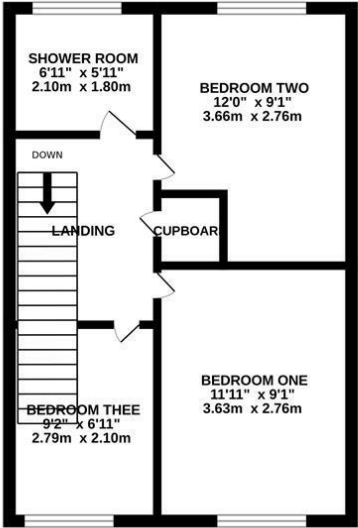 SHOWER ROOM
6'11" x 5'11"
2.10m x 1.80m
BEDROOM TWO
12'0" x 9'1"
3.66m x 2.76m
DOWN
LANDING
CUPBOAR
BEDROOM ONE
11'11" x 9'1"
3.63m x 2.76m
BEDROOM THEE
9'2" x 6'11"
2.79m x 2.10m